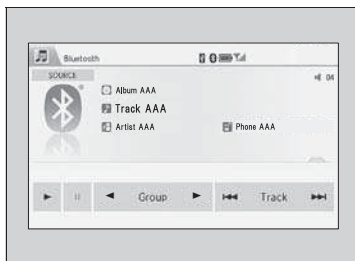 Bluetooth
SOURCE
04
Album AAA
Track AAA
Artist AAA
Phone AAA
Group
Track